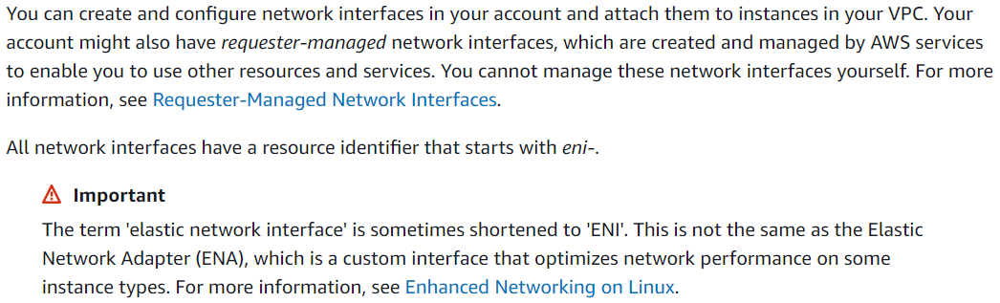 You can create and configure network interfaces in your account and attach them to instances in your VPC. Your
account might also have requester-managed network interfaces, which are created and managed by AWS services
to enable you to use other resources and services. You cannot manage these network interfaces yourself. For more
information, see Requester-Managed Network Interfaces.
All network interfaces have a resource identifier that starts with eni-.
Important
The term 'elastic network interface' is sometimes shortened to 'ENI'. This is not the same as the Elastic
Network Adapter (ENA), which is a custom interface that optimizes network performance on some
instance types. For more information, see Enhanced Networking on Linux.